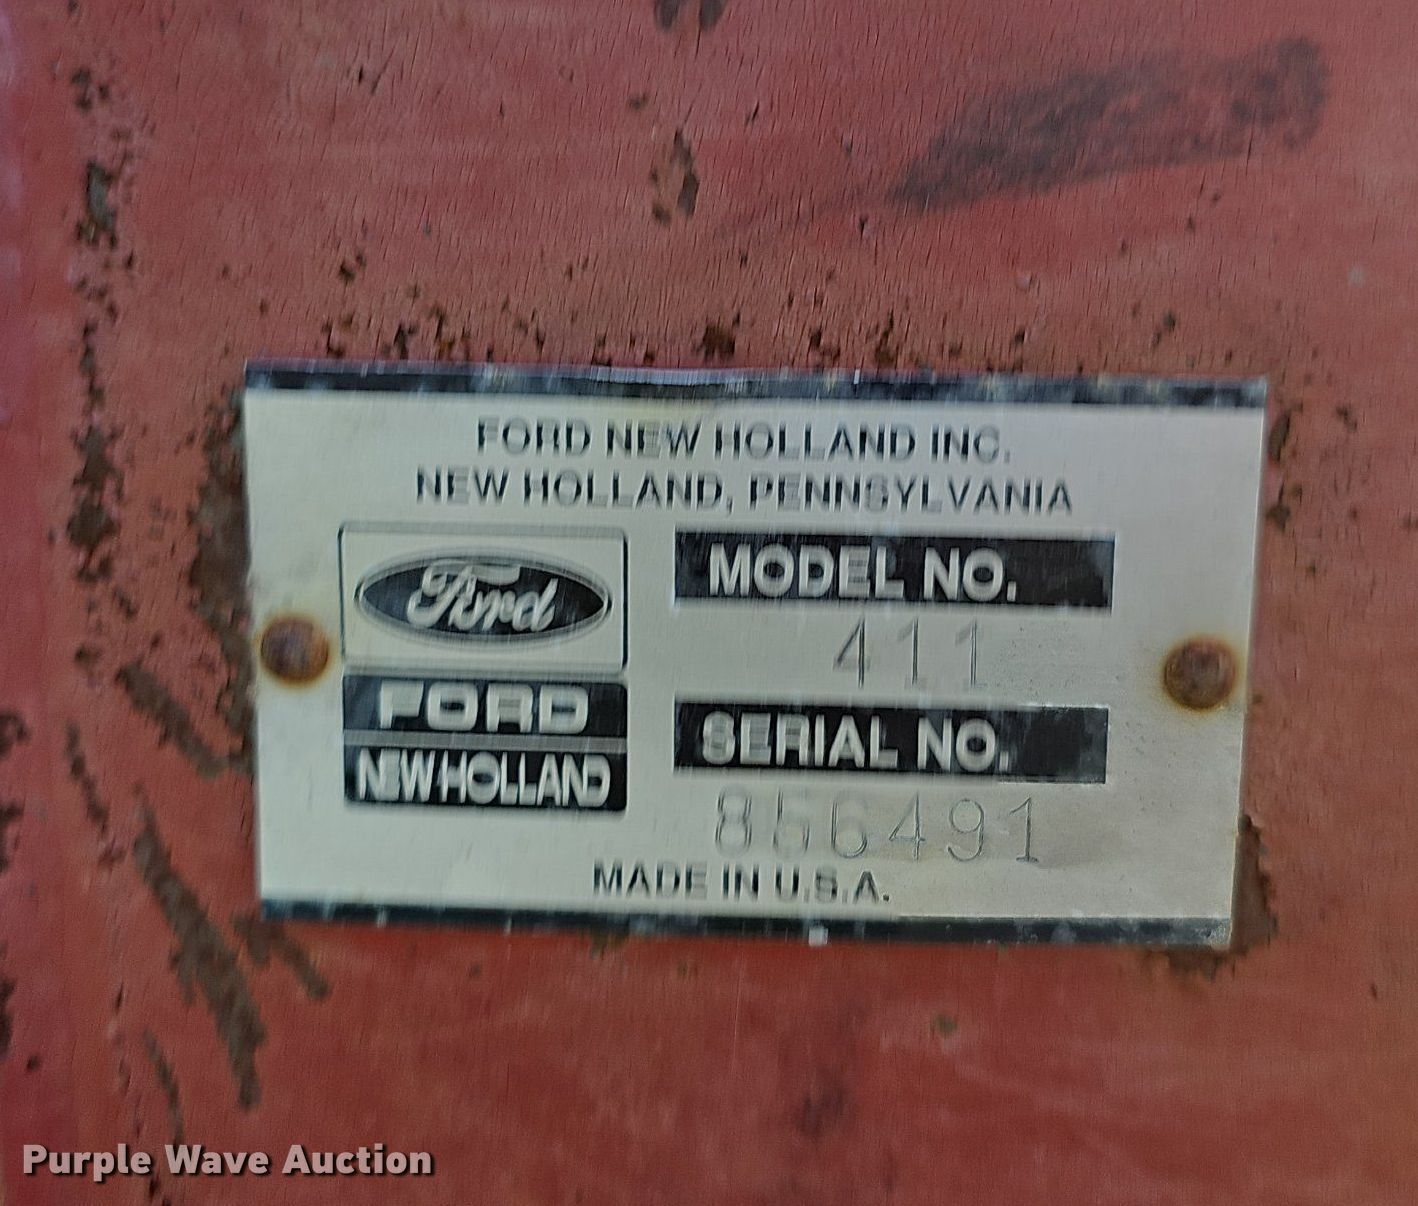 FORD NEW HOLLAND INC.
NEW HOLLAND, PENNSYLVANIA
Ford
FORD
NEW HOLLAND
MODEL NO.
411
SERIAL NO.
856491
MADE IN U.S.A.
Purple Wave Auction